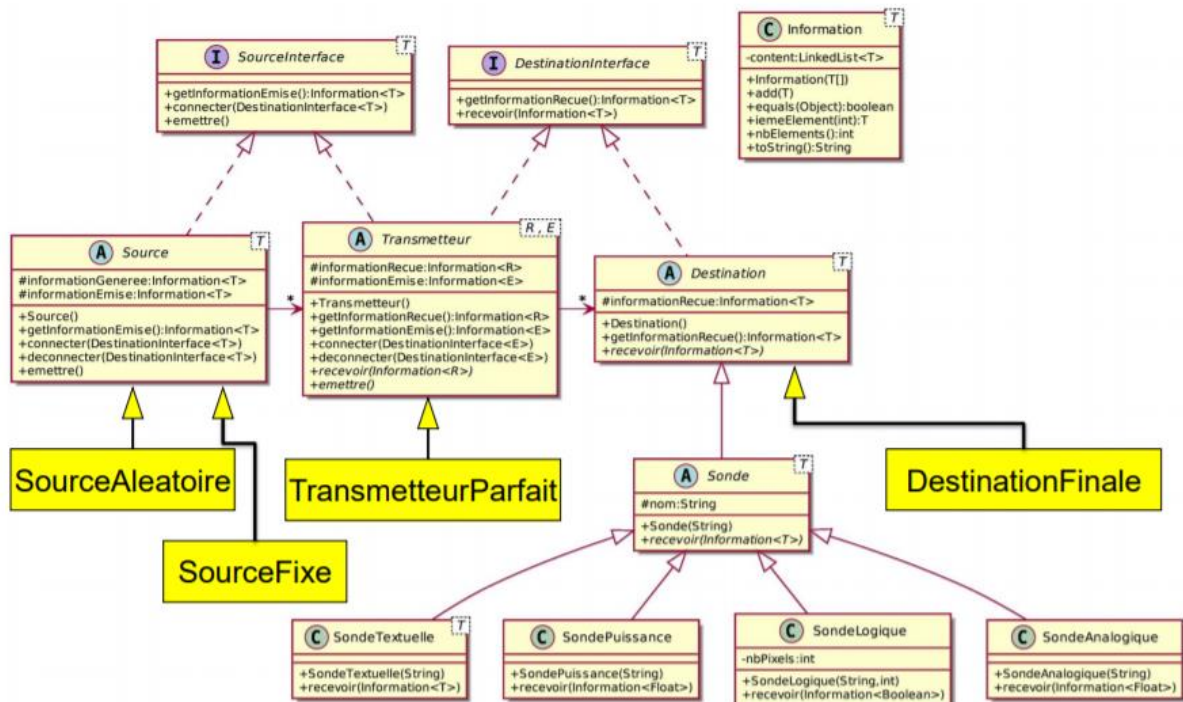 I SourceInterface T
+getInformationEmise():Information<T>
+connecter(DestinationInterface<T>)
+emettre()
I DestinationInterface T
+getInformationRecue():Information<T>
+recevoir(Information<T>)
C Information T
-content:LinkedList<T>
+Information(T[])
+add(T)
+equals(Object):boolean
+iemeElement(int):T
+nbElements():int
+toString():String
A Source T
#informationGeneree:Information<T>
#informationEmise:Information<T>
+Source()
+getInformationEmise():Information<T>
+connecter(DestinationInterface<T>)
+deconnecter(DestinationInterface<T>)
+emettre()
*
A Transmetteur R , E
#informationRecue:Information<R>
#informationEmise:Information<E>
+Transmetteur()
+getInformationRecue():Information<R>
+getInformationEmise():Information<E>
+connecter(DestinationInterface<E>)
+deconnecter(DestinationInterface<E>)
+recevoir(Information<R>)
+emettre()
*
A Destination T
#informationRecue:Information<T>
+Destination()
+getInformationRecue():Information<T>
+recevoir(Information<T>)
SourceAleatoire
SourceFixe
TransmetteurParfait
DestinationFinale
A Sonde T
#nom:String
+Sonde(String)
+recevoir(Information<T>)
C SondeTextuelle T
+SondeTextuelle(String)
+recevoir(Information<T>)
C SondePuissance
+SondePuissance(String)
+recevoir(Information<Float>)
C SondeLogique
-nbPixels:int
+SondeLogique(String,int)
+recevoir(Information<Boolean>)
C SondeAnalogique
+SondeAnalogique(String)
+recevoir(Information<Float>)